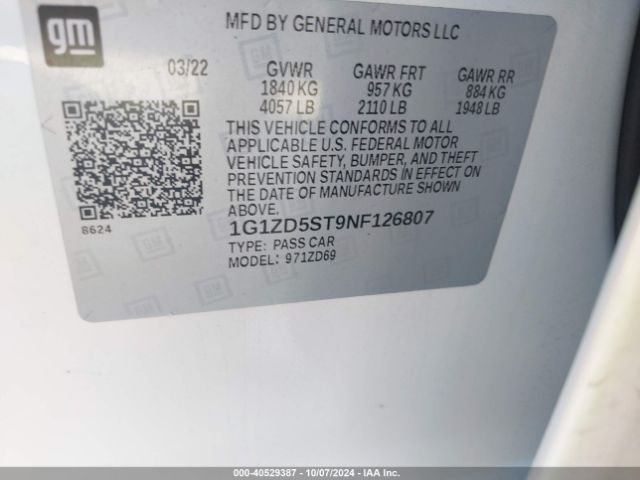 gm
MFD BY GENERAL MOTORS LLC
03/22 GVWR GAWR FRT GAWR RR
1840 KG 957 KG 884 KG
4057 LB 2110 LB 1948 LB
THIS VEHICLE CONFORMS TO ALL
APPLICABLE U.S. FEDERAL MOTOR
VEHICLE SAFETY, BUMPER, AND THEFT
PREVENTION STANDARDS IN EFFECT ON
THE DATE OF MANUFACTURE SHOWN
ABOVE.
8624
1G1ZD5ST9NF126807
TYPE: PASS CAR
MODEL: 971ZD69
000-40529387 - 10/07/2024 - IAA Inc.